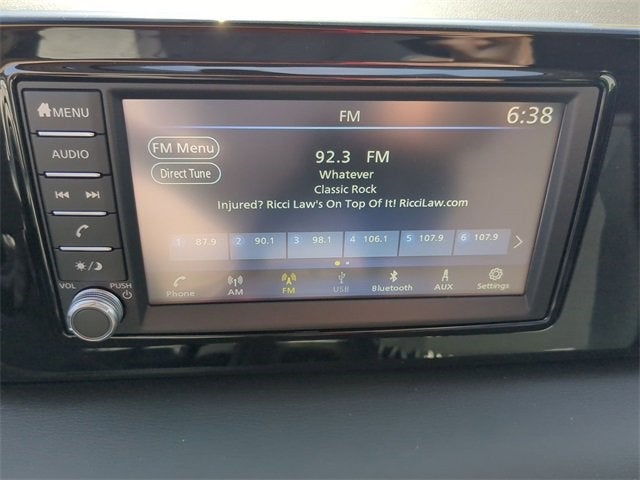 MENU
AUDIO
VOL
PUSH
FM
6:38
FM Menu
Direct Tune
92.3 FM
Whatever
Classic Rock
Injured? Ricci Law's On Top Of It! RicciLaw.com
1 87.9 2 90.1 3 98.1 4 106.1 5 107.9 6 107.9
Phone AM FM USB Bluetooth AUX Settings